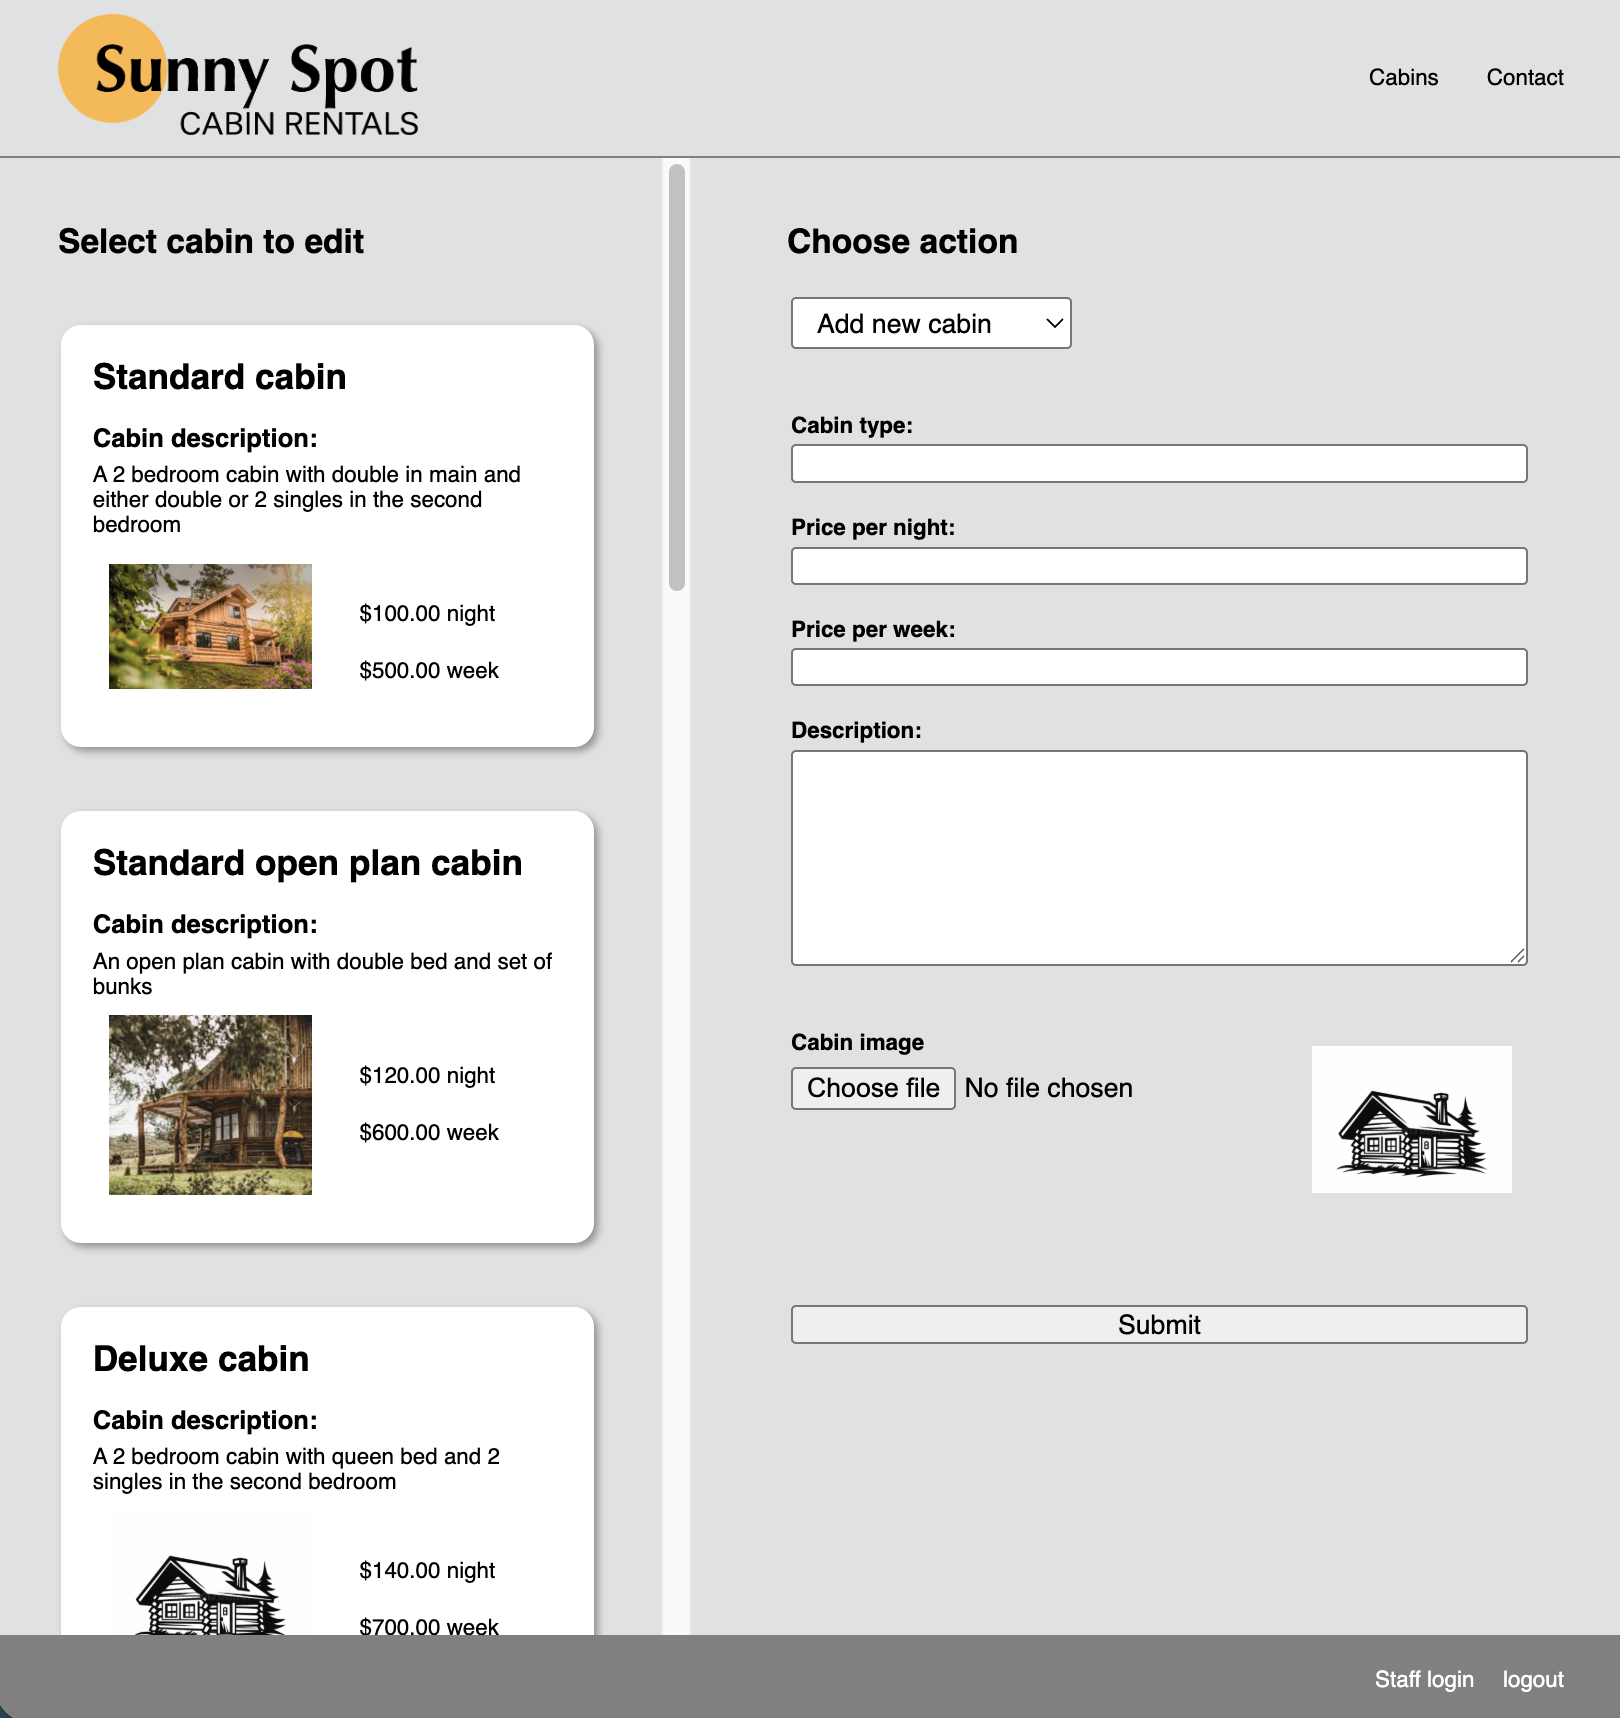 Sunny Spot
CABIN RENTALS
Cabins
Contact
Select cabin to edit
Standard cabin
Cabin description:
A 2 bedroom cabin with double in main and
either double or 2 singles in the second
bedroom
$100.00 night
$500.00 week
Standard open plan cabin
Cabin description:
An open plan cabin with double bed and set of
bunks
$120.00 night
$600.00 week
Deluxe cabin
Cabin description:
A 2 bedroom cabin with queen bed and 2
singles in the second bedroom
$140.00 night
$700.00 week
Choose action
Add new cabin
Cabin type:
Price per night:
Price per week:
Description:
Cabin image
Choose file No file chosen
Submit
Staff login
logout